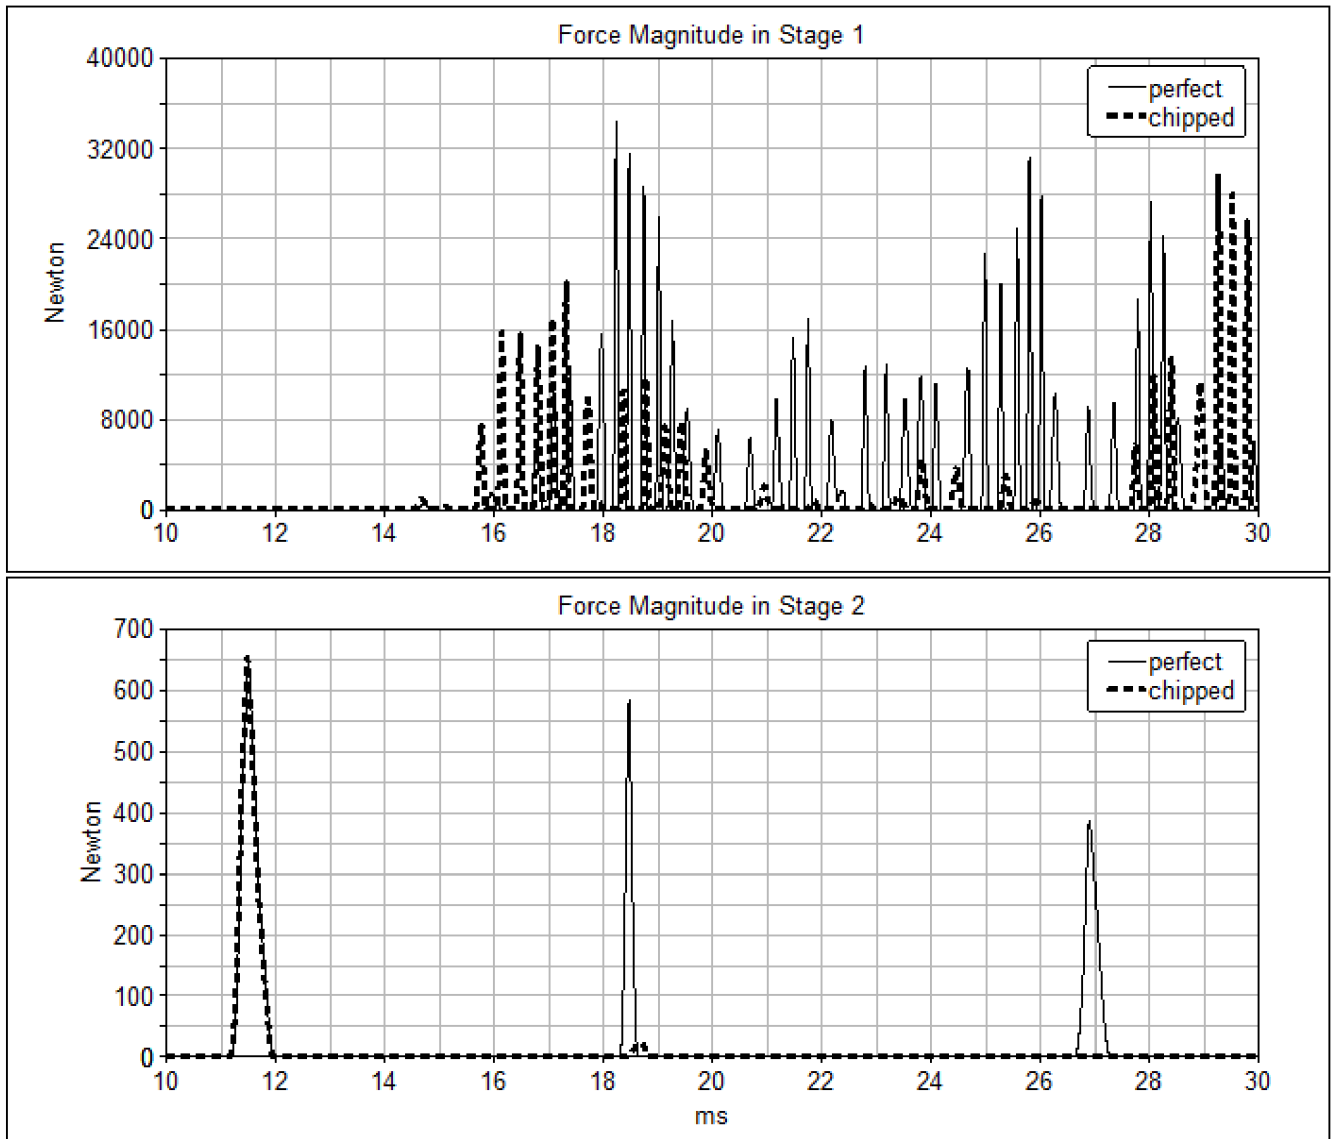 Force Magnitude in Stage 1
40000
32000
24000
16000
8000
0
Newton
perfect
chipped
10 12 14 16 18 20 22 24 26 28 30
Force Magnitude in Stage 2
700
600
500
400
300
200
100
0
Newton
perfect
chipped
10 12 14 16 18 20 22 24 26 28 30
ms